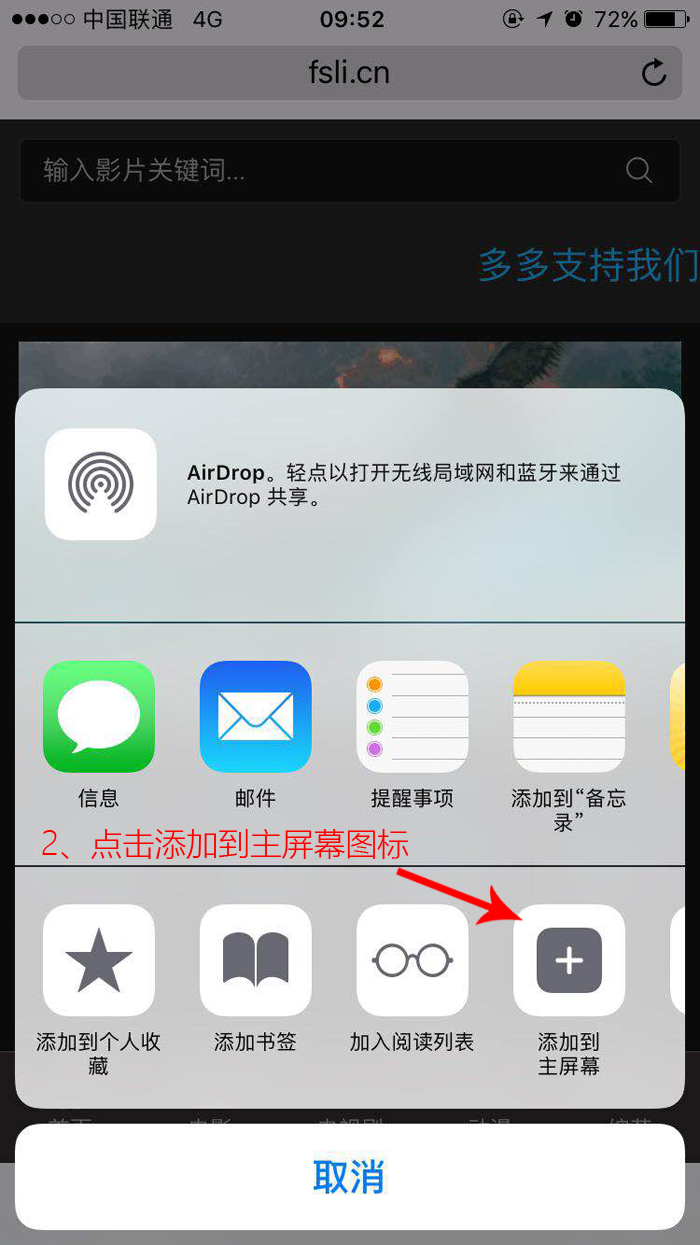 中国联通 4G 09:52 72%
fsli.cn
输入影片关键词...
多多支持我们
AirDrop。轻点以打开无线局域网和蓝牙来通过
AirDrop 共享。
信息 邮件 提醒事项 添加到“备忘
录”
2、点击添加到主屏幕图标
添加到个人收 添加书签 加入阅读列表 添加到
藏 主屏幕
取消